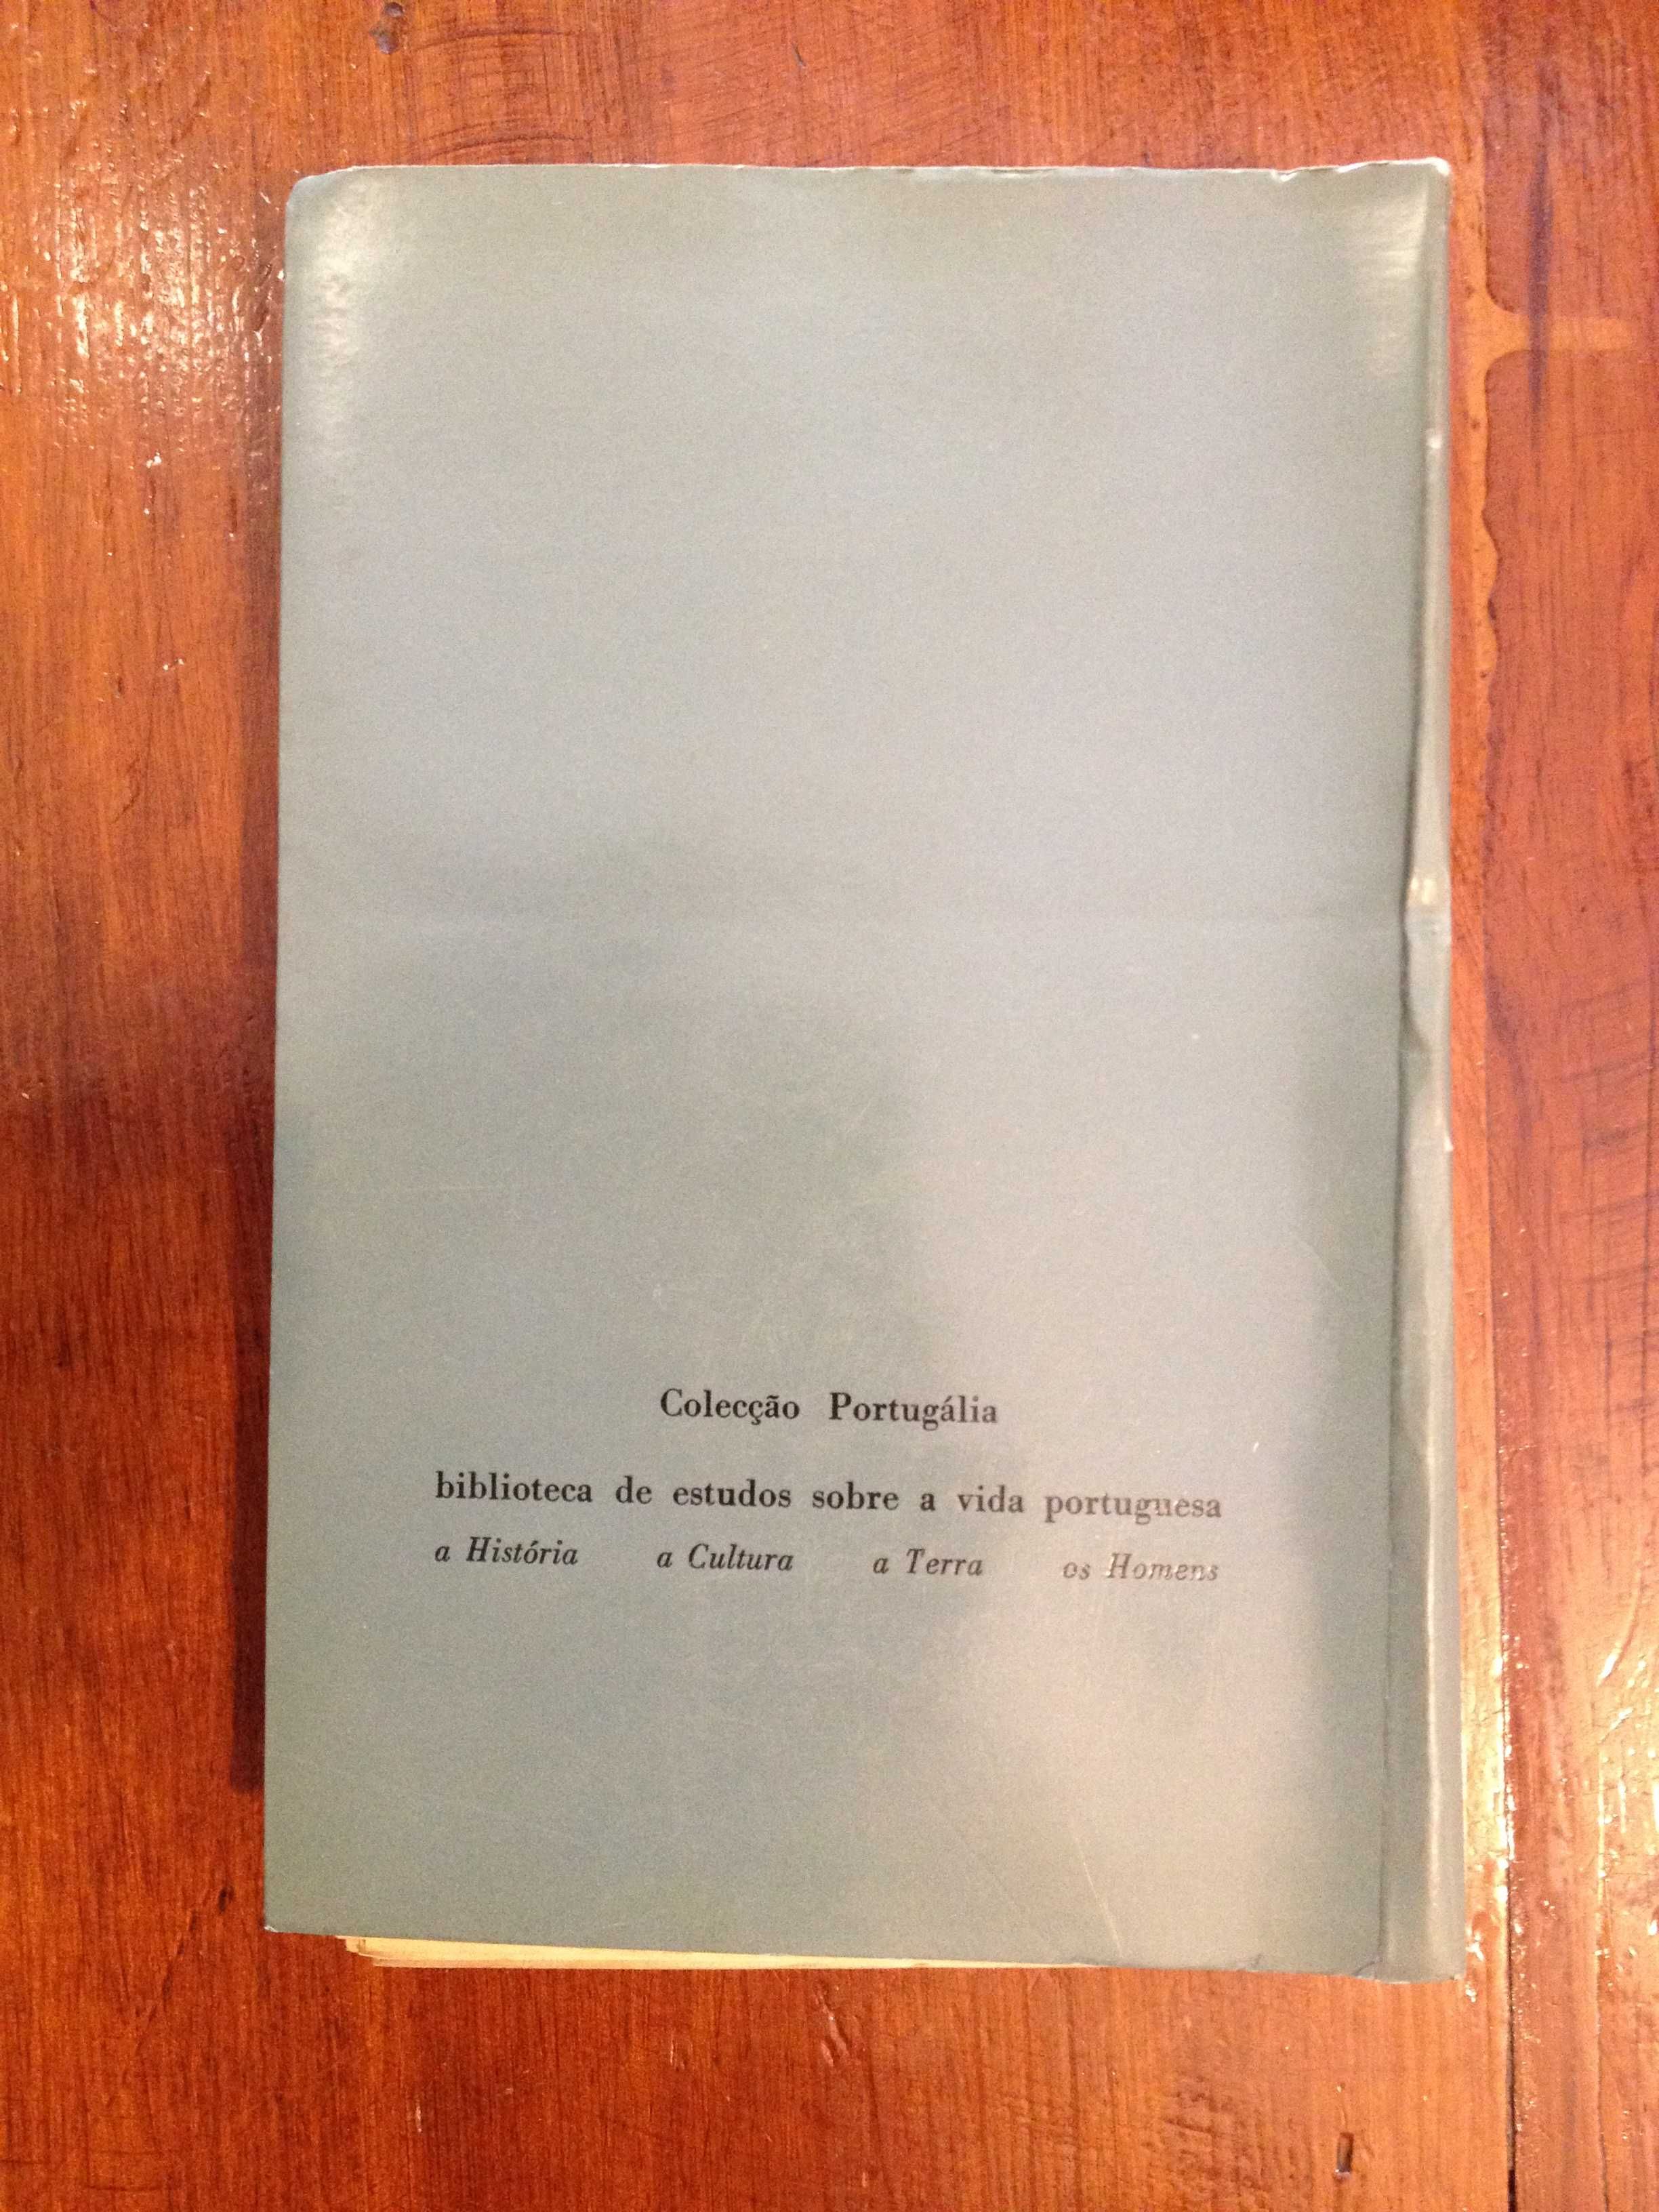 Colecção Portugália
biblioteca de estudos sobre a vida portuguesa
a História a Cultura a Terra os Homens